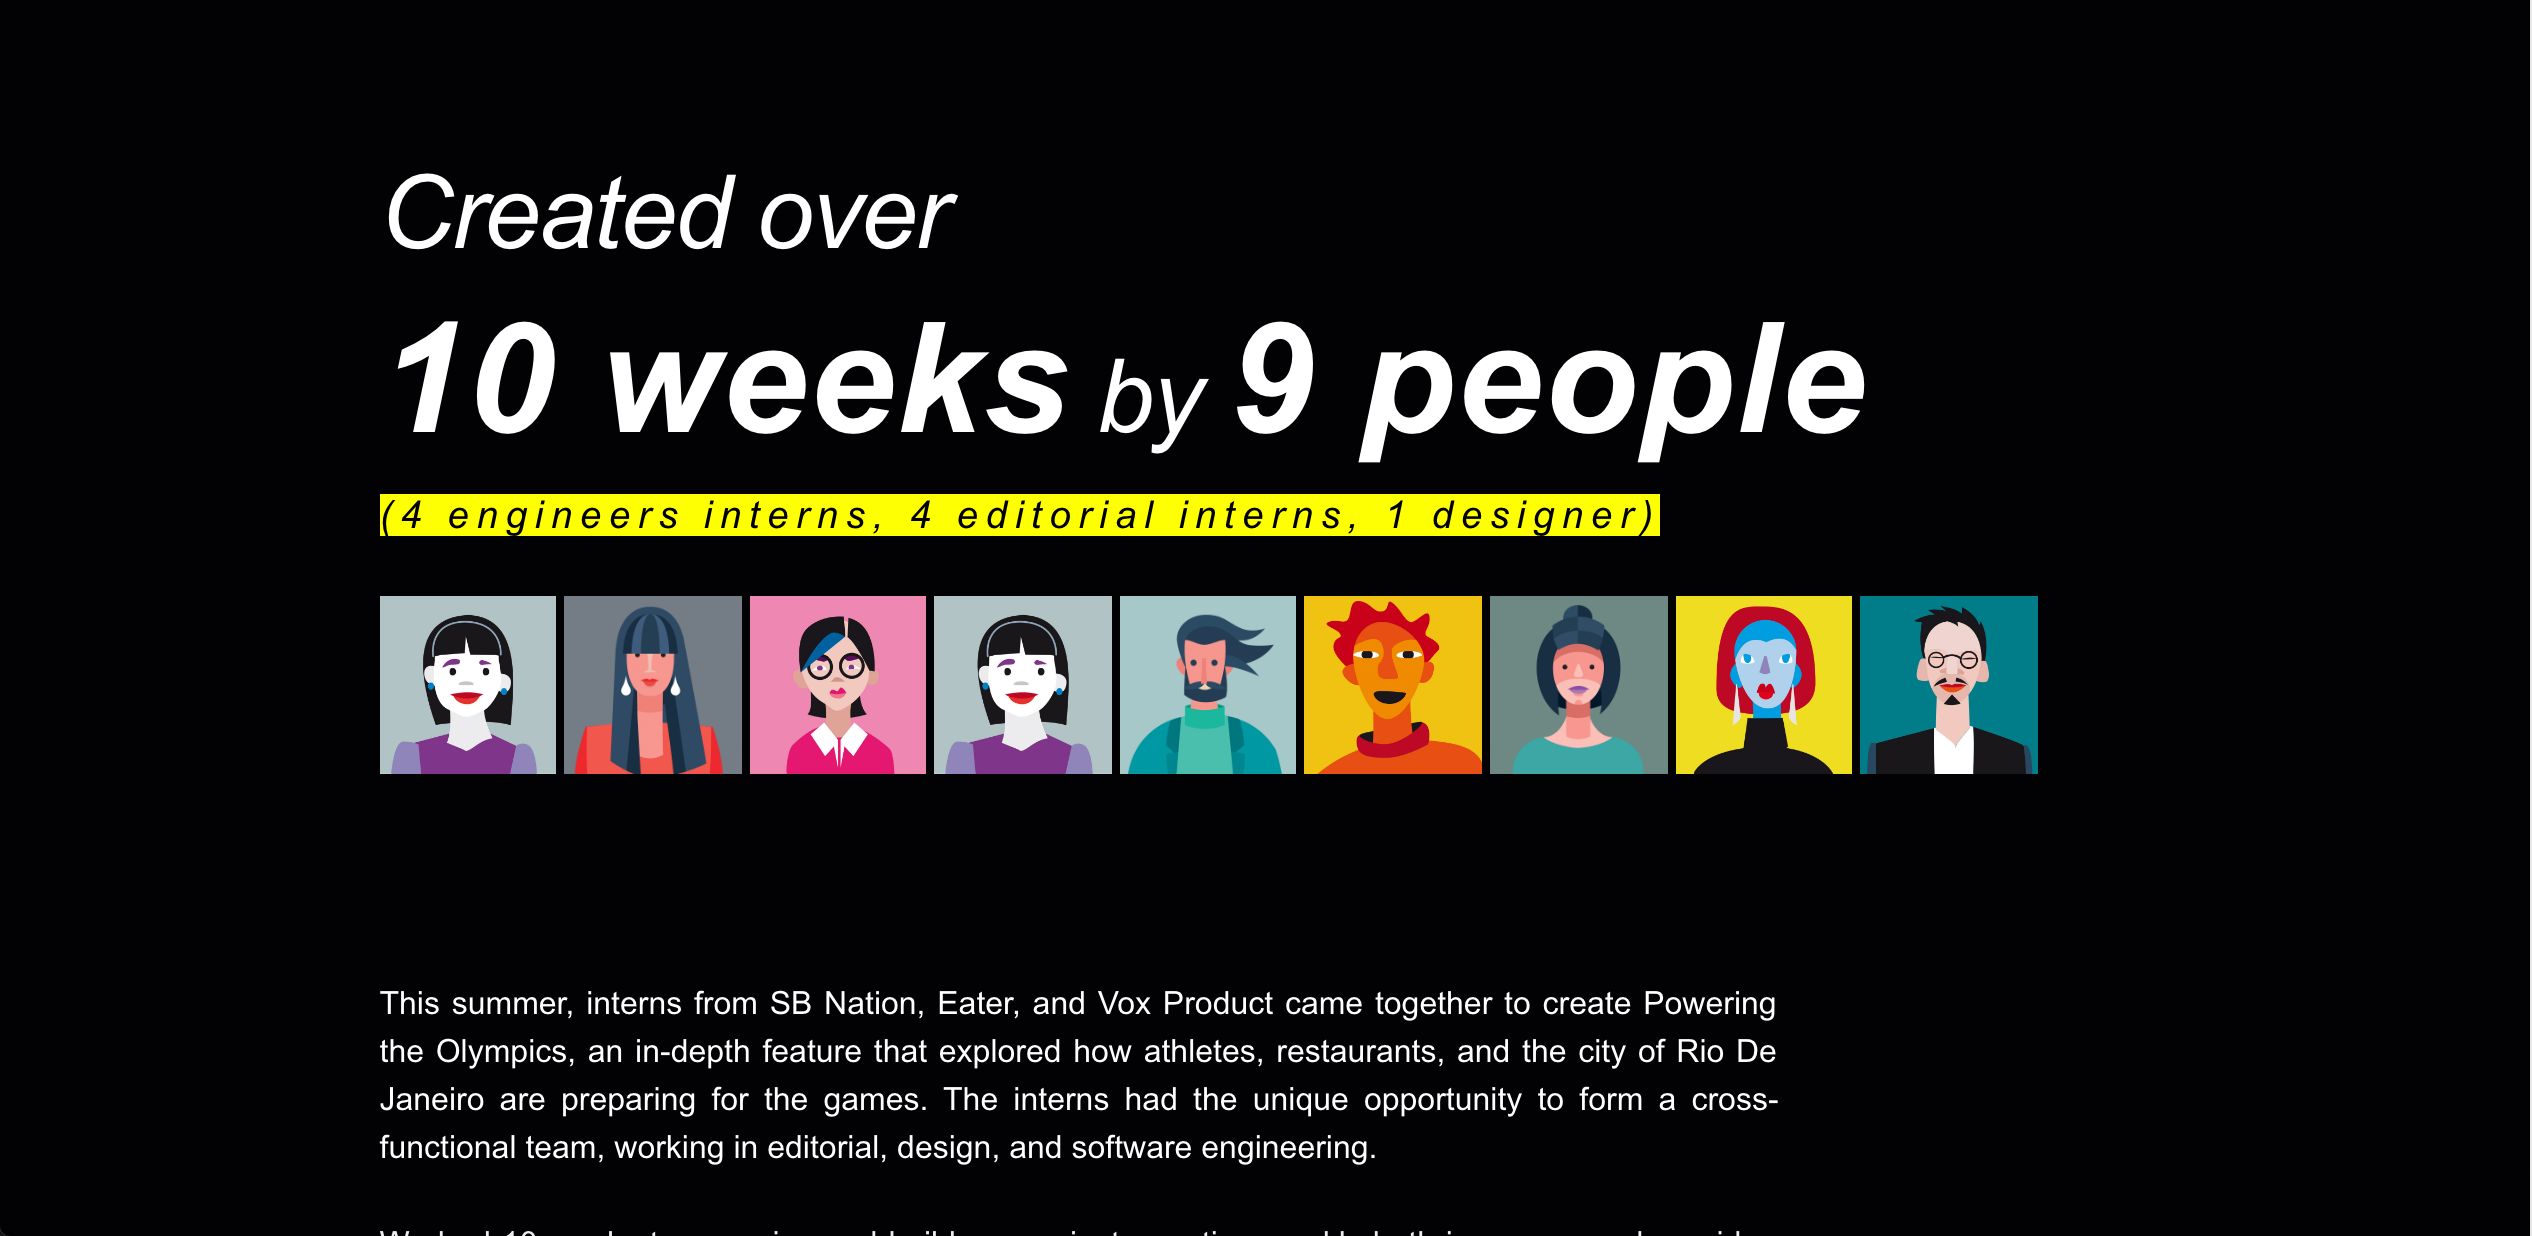 Created over
10 weeks by 9 people
(4 engineers interns, 4 editorial interns, 1 designer)
This summer, interns from SB Nation, Eater, and Vox Product came together to create Powering
the Olympics, an in-depth feature that explored how athletes, restaurants, and the city of Rio De
Janeiro are preparing for the games. The interns had the unique opportunity to form a cross-
functional team, working in editorial, design, and software engineering.